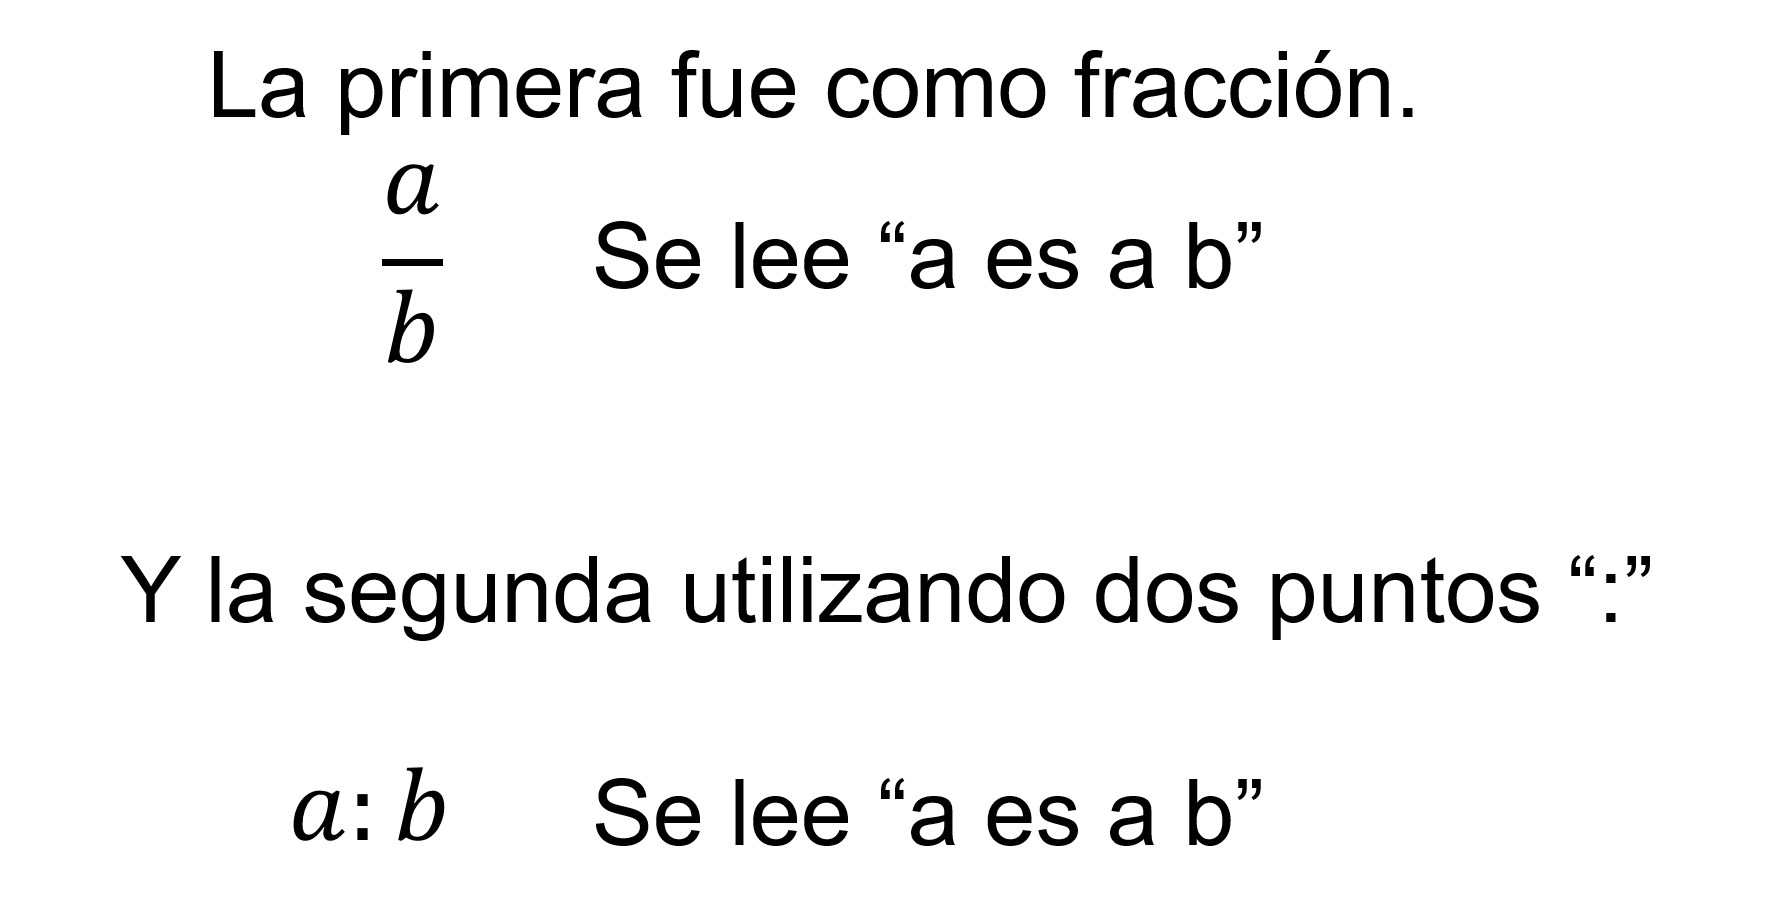 La primera fue como fracción.
a
b
Se lee “a es a b”
Y la segunda utilizando dos puntos “:”
a: b Se lee “a es a b”